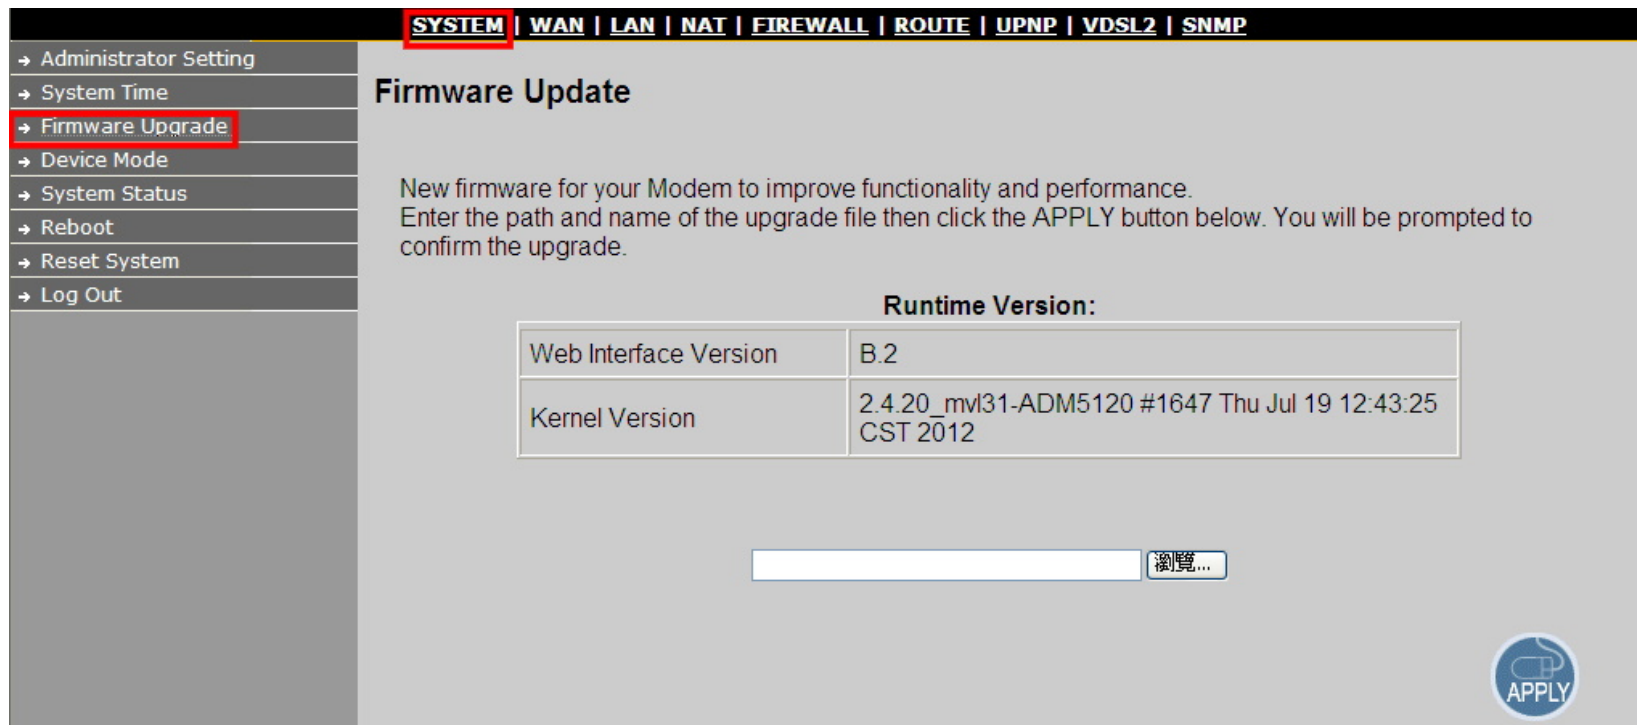 SYSTEM | WAN | LAN | NAT | FIREWALL | ROUTE | UPNP | VDSL2 | SNMP
Administrator Setting
System Time
Firmware Upgrade
Device Mode
System Status
Reboot
Reset System
Log Out
Firmware Update
New firmware for your Modem to improve functionality and performance.
Enter the path and name of the upgrade file then click the APPLY button below. You will be prompted to
confirm the upgrade.
Runtime Version:
Web Interface Version B.2
Kernel Version 2.4.20_mvl31-ADM5120 #1647 Thu Jul 19 12:43:25
CST 2012
瀏覽...
APPLY